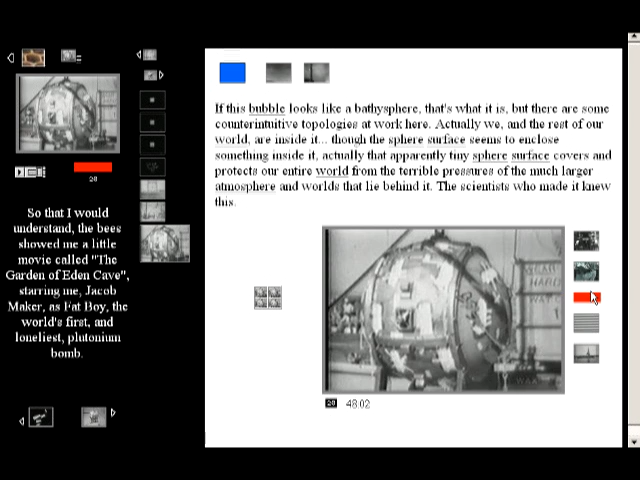 If this bubble looks like a bathysphere, that's what it is, but there are some
counterintuitive topologies at work here. Actually we, and the rest of our
world, are inside it... though the sphere surface seems to enclose
something inside it, actually that apparently tiny sphere surface covers and
protects our entire world from the terrible pressures of the much larger
atmosphere and worlds that lie behind it. The scientists who made it knew
this.
28
So that I would
understand, the bees
showed me a little
movie called "The
Garden of Eden Cave",
starring me, Jacob
Maker, as Fat Boy, the
world's first, and
loneliest, plutonium
bomb.
28 48:02